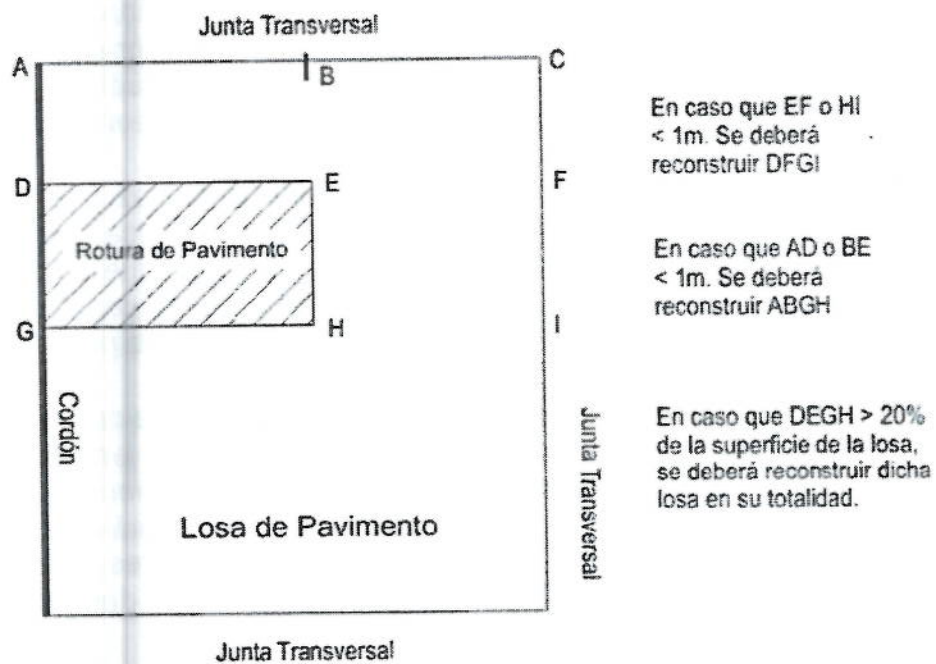 Junta Transversal
A
B
C
En caso que EF o HI
< 1m. Se deberá
reconstruir DFGI
D
E
F
Rotura de Pavimento
En caso que AD o BE
< 1m. Se deberá
reconstruir ABGH
G
H
I
Cordón
Junta Transversal
En caso que DEGH > 20%
de la superficie de la losa,
se deberá reconstruir dicha
losa en su totalidad.
Losa de Pavimento
Junta Transversal